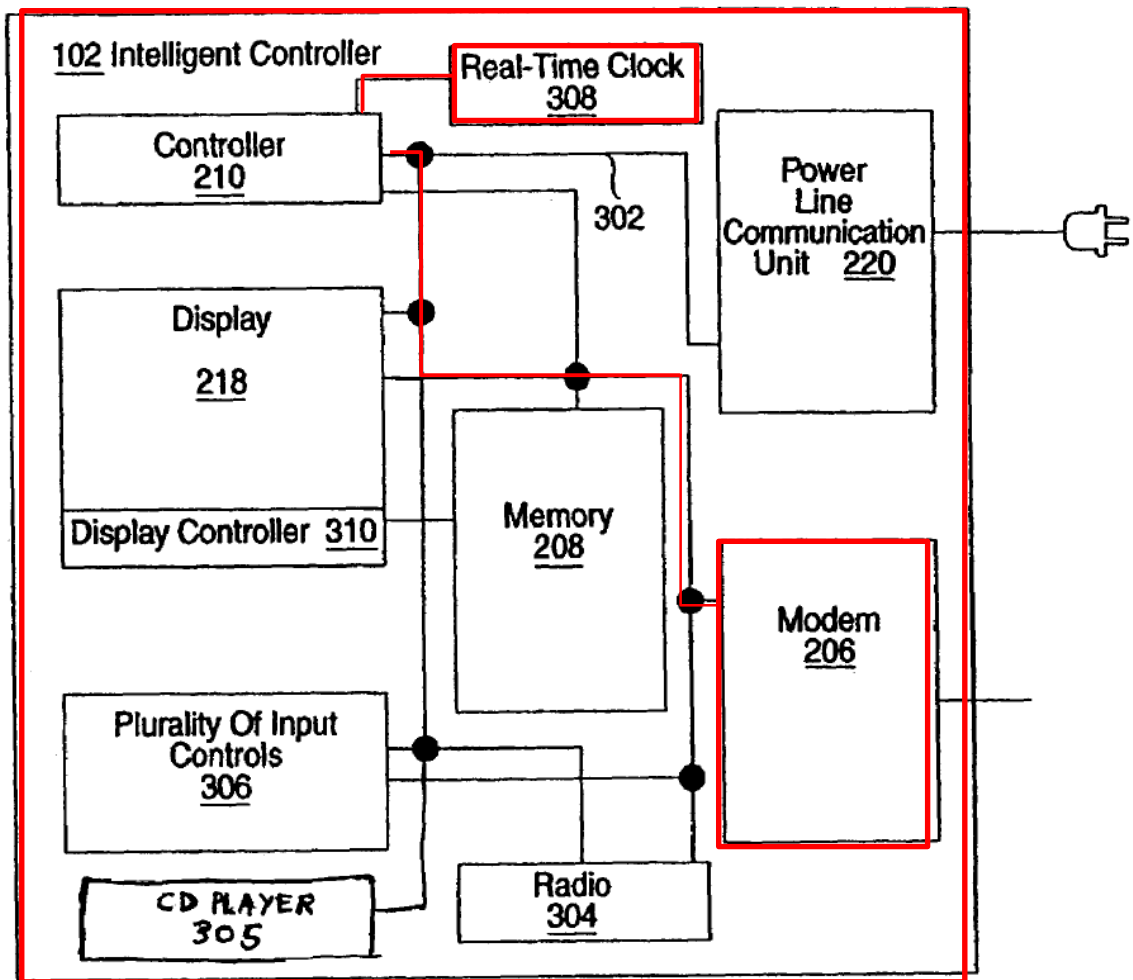 102 Intelligent Controller
Real-Time Clock
308
Controller
210
302
Power
Line
Communication
Unit 220
Display
218
Display Controller 310
Memory
208
Modem
206
Plurality Of Input
Controls
306
Radio
304
CD PLAYER
305